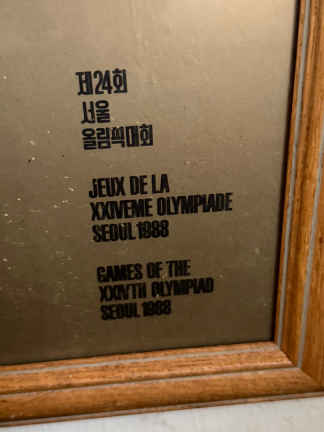 제24회
서울
올림픽대회
JEUX DE LA
XXIVEME OLYMPIADE
SEOUL 1988
GAMES OF THE
XXIVTH OLYMPIAD
SEOUL 1988